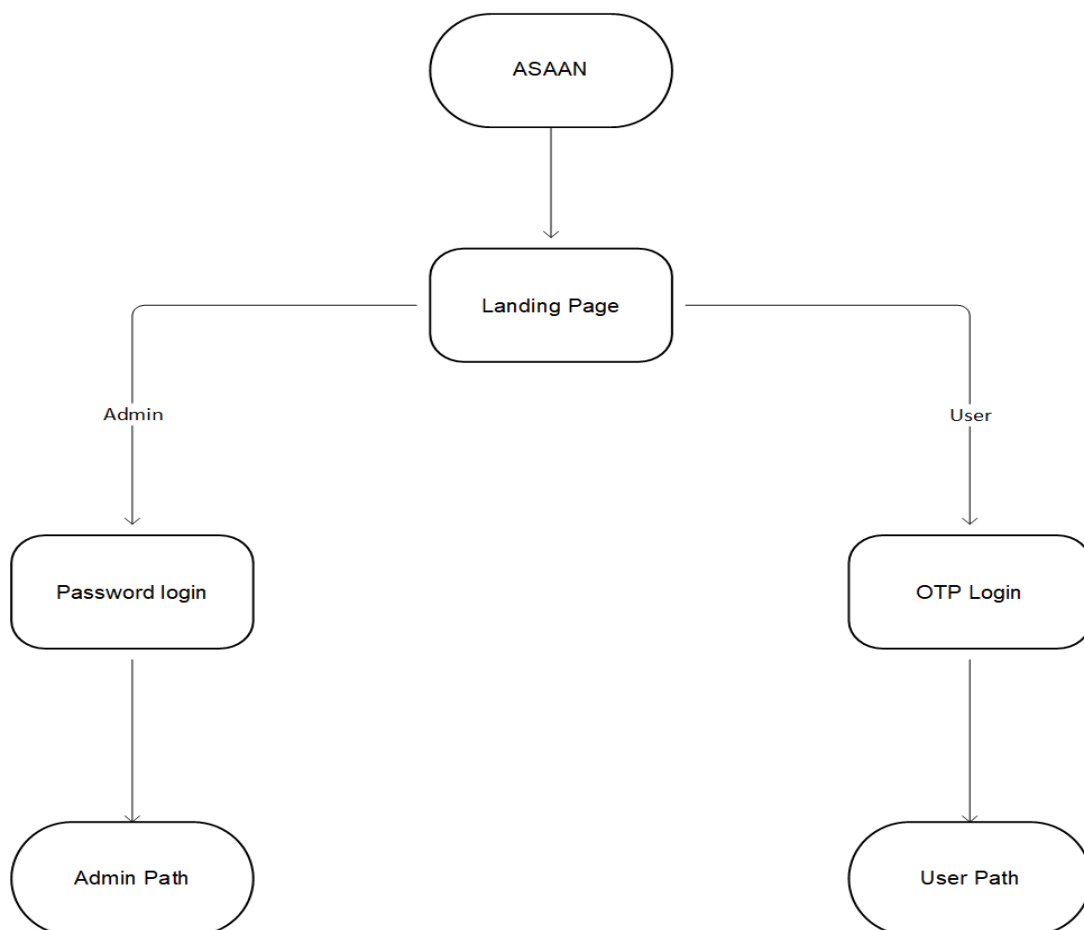 ASAAN
Landing Page
Admin
User
Password login
OTP Login
Admin Path
User Path